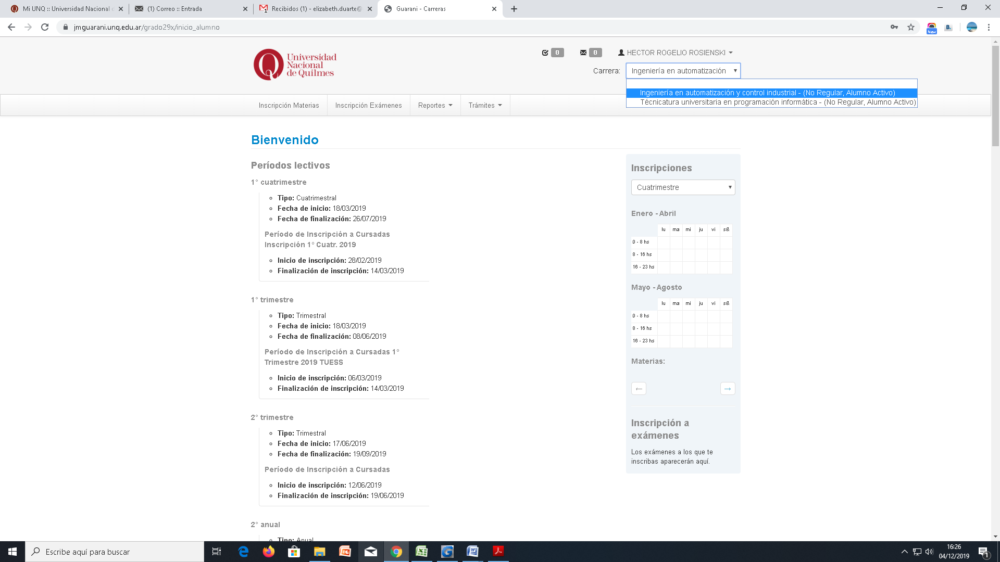 Mi UNQ :: Universidad Nacional
(1) Correo :: Entrada
Recibidos (1) - elizabeth.duarte@
Guarani - Carreras
jmguarani.unq.edu.ar/grado29x/inicio_alumno
New
B.
Universidad
Nacional
de Quilmes
0
0
HECTOR ROGELIO ROSIENSKI
Carrera:
Ingeniería en automatización
Ingeniería en automatización y control industrial - (No Regular, Alumno Activo)
Técnicatura universitaria en programación informática - (No Regular, Alumno Activo)
Inscripción Materias
Inscripción Exámenes
Reportes
Trámites
Bienvenido
Períodos lectivos
1° cuatrimestre
Tipo: Cuatrimestral
Fecha de inicio: 18/03/2019
Fecha de finalización: 26/07/2019
Período de Inscripción a Cursadas
Inscripción 1º Cuatr. 2019
Inicio de inscripción: 28/02/2019
Finalización de inscripción: 14/03/2019
1° trimestre
Tipo: Trimestral
Fecha de inicio: 18/03/2019
Fecha de finalización: 08/06/2019
Período de Inscripción a Cursadas 1°
Trimestre 2019 TUESS
Inicio de inscripción: 06/03/2019
Finalización de inscripción: 14/03/2019
2° trimestre
Tipo: Trimestral
Fecha de inicio: 17/06/2019
Fecha de finalización: 19/09/2019
Período de Inscripción a Cursadas
Inicio de inscripción: 12/06/2019
Finalización de inscripción: 19/06/2019
2° anual
Tipo: Anual
Inscripciones
Cuatrimestre
Enero - Abril
lu ma mi ju vi s&
0 - 8 hs
8 - 16 hs
16 - 23 hs
Mayo - Agosto
lu ma mi ju vi s&
0 - 8 hs
8 - 16 hs
16 - 23 hs
Materias:
Inscripción a
exámenes
Los exámenes a los que te
inscribas aparecerán aquí.
Escribe aquí para buscar
16:26
04/12/2019
1